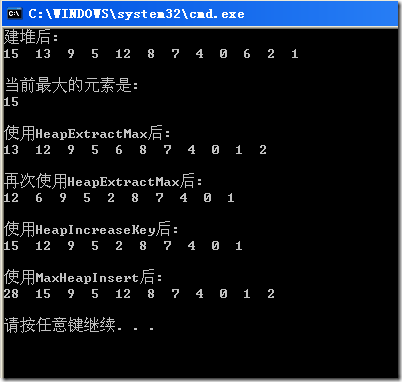 C:\WINDOWS\system32\cmd.exe
建堆后:
15 13 9 5 12 8 7 4 0 6 2 1
当前最大的元素是:
15
使用HeapExtractMax后:
13 12 9 5 6 8 7 4 0 1 2
再次使用HeapExtractMax后:
12 6 9 5 2 8 7 4 0 1
使用HeapIncreaseKey后:
15 12 9 5 2 8 7 4 0 1
使用MaxHeapInsert后:
28 15 9 5 12 8 7 4 0 1 2
请按任意键继续. . .